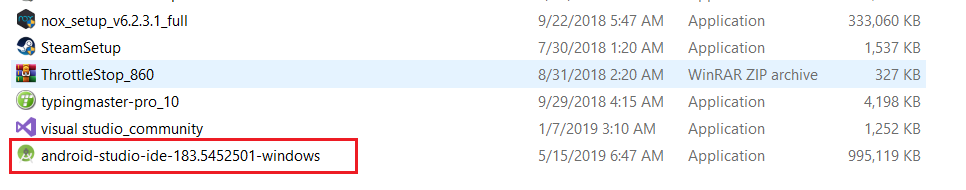 nox_setup_v6.2.3.1_full 9/22/2018 5:47 AM Application 333,060 KB
SteamSetup 7/30/2018 1:20 AM Application 1,537 KB
ThrottleStop_860 8/31/2018 2:20 AM WinRAR ZIP archive 327 KB
typingmaster-pro_10 9/29/2018 4:15 AM Application 4,198 KB
visual studio_community 1/7/2019 3:10 AM Application 1,252 KB
android-studio-ide-183.5452501-windows 5/15/2019 6:47 AM Application 995,119 KB